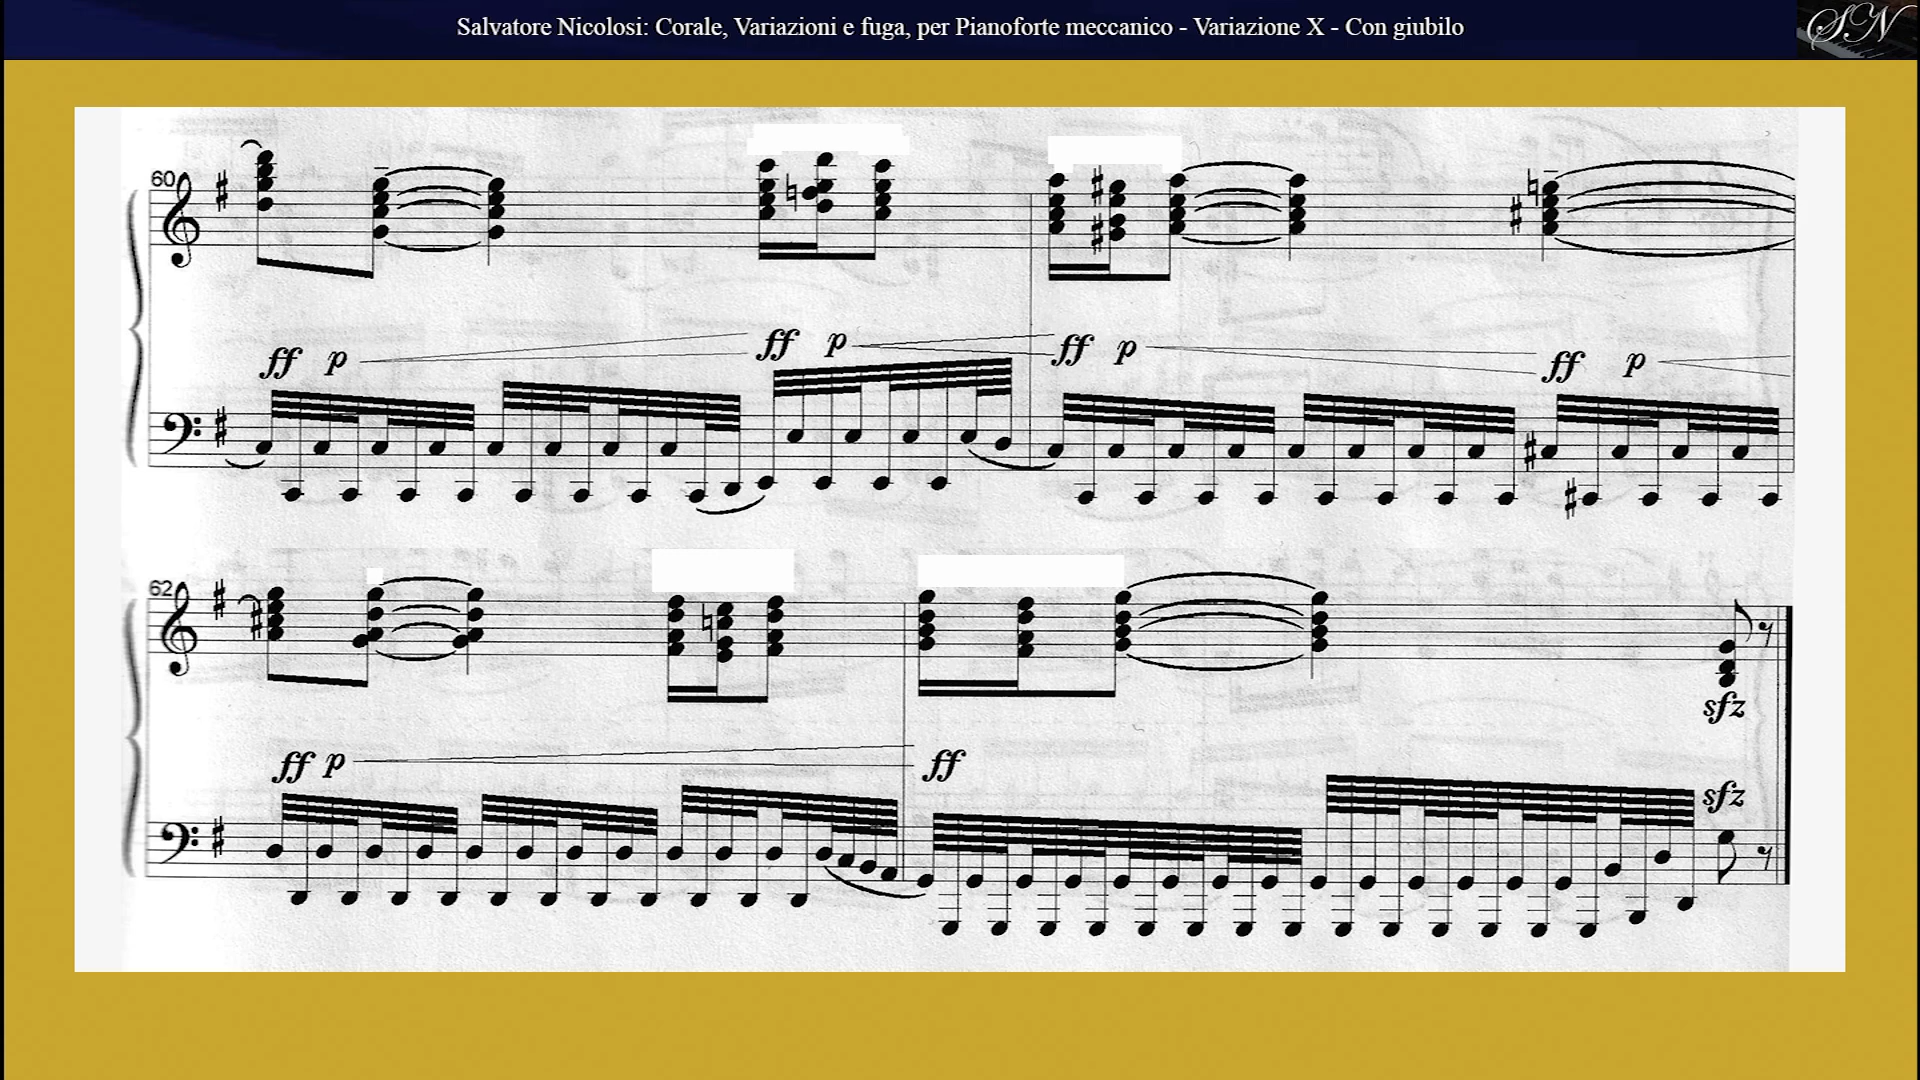 Salvatore Nicolosi: Corale, Variazioni e fuga, per Pianoforte meccanico - Variazione X - Con giubilo
SN
60
ff p ff p ff p ff p
62
sfz
ff p ff sfz